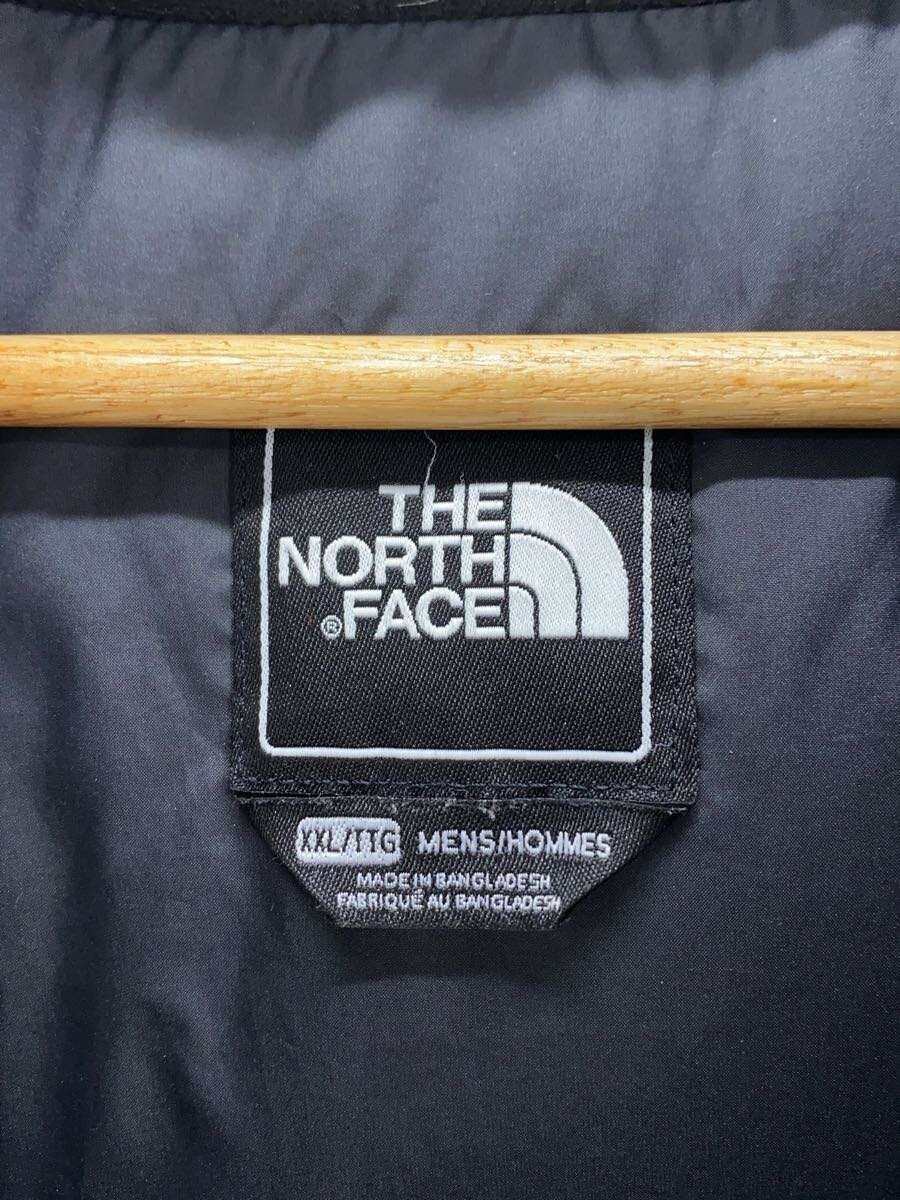 THE
NORTH
®FACE
XXL/TTG MENS/HOMMES
MADE IN BANGLADESH
FABRIQUÉ AU BANGLADESH